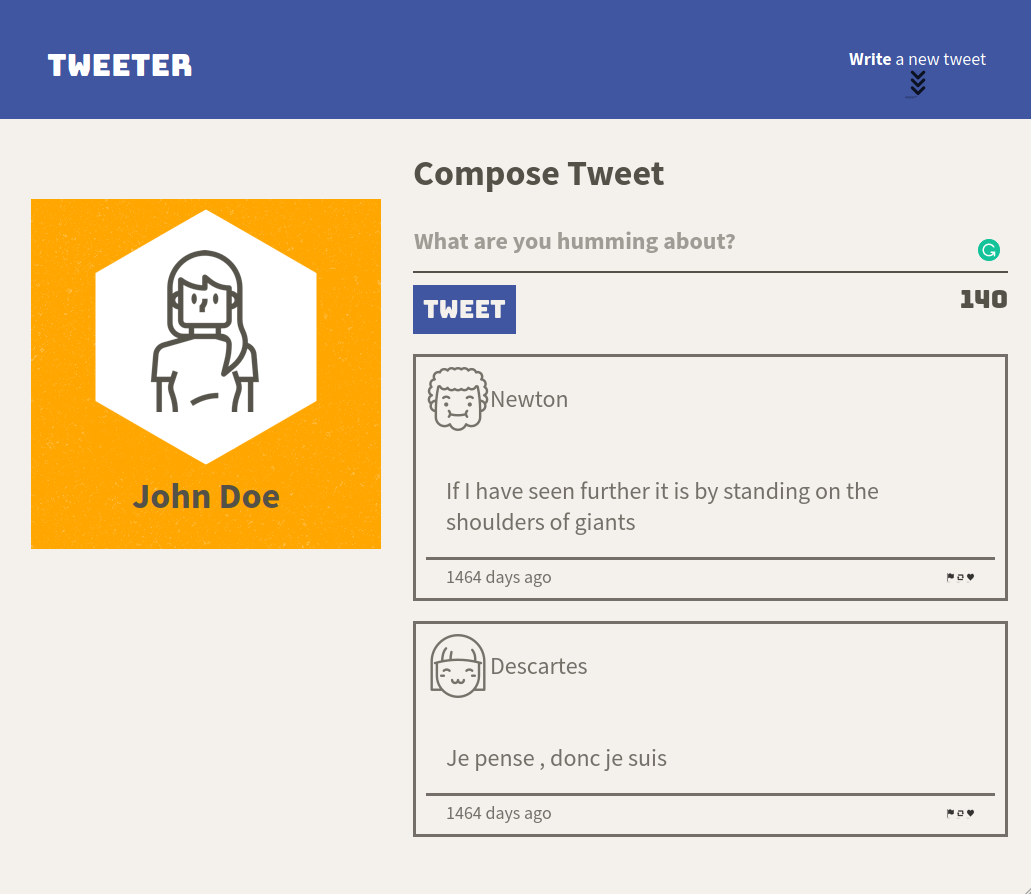 TWEETER
Write a new tweet
John Doe
Compose Tweet
What are you humming about?
TWEET
140
Newton
If I have seen further it is by standing on the
shoulders of giants
1464 days ago
Descartes
Je pense , donc je suis
1464 days ago